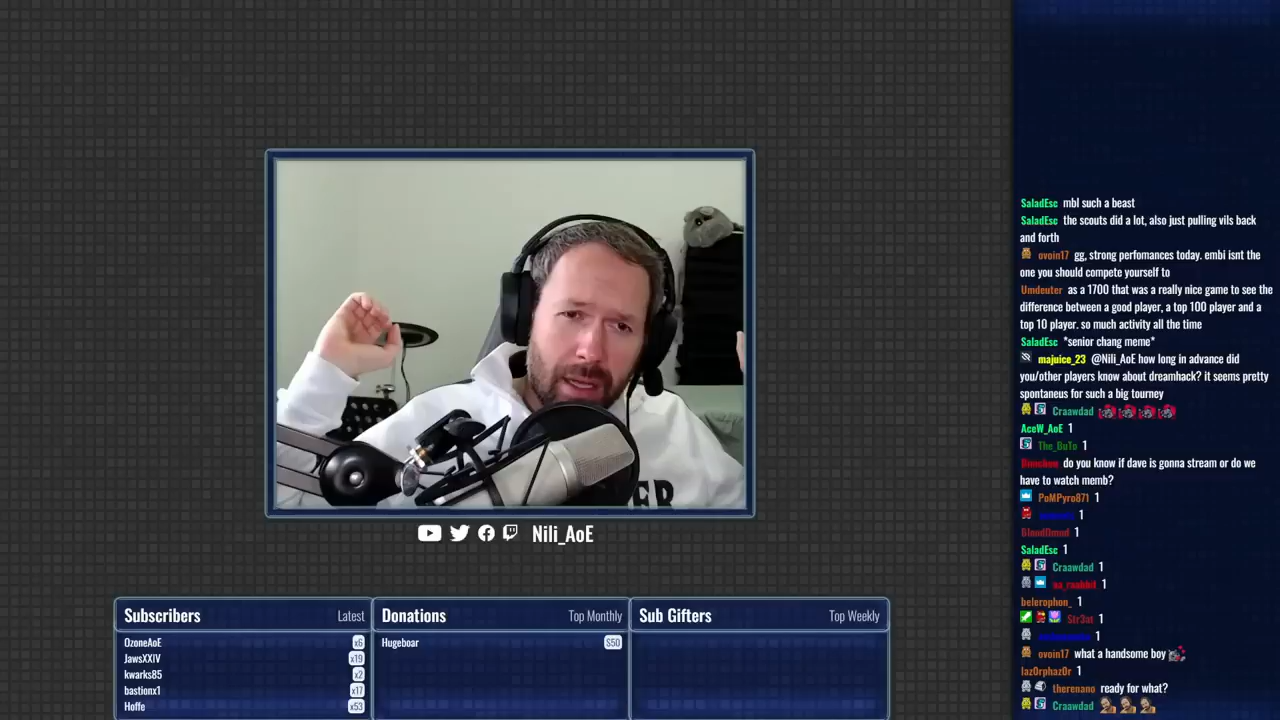 SaladEsc mbl such a beast
SaladEsc the scouts did a lot, also just pulling vils back
and forth
ovoin17 gg, strong perfomances today. embi isnt the
one you should compete yourself to
Umdeuter as a 1700 that was a really nice game to see the
difference between a good player, a top 100 player and a
top 10 player. so much activity all the time
SaladEsc *senior chang meme*
majuice_23 @Nili_AoE how long in advance did
you/other players know about dreamhack? it seems pretty
spontaneus for such a big tourney
Craawdad
AceW_AoE 1
The_BuTo 1
do you know if dave is gonna stream or do we
have to watch memb?
PoMPyro871 1
1
1
SaladEsc 1
Craawdad 1
1
belerophon_ 1
Str3at 1
1
ovoin17 what a handsome boy
laz0rphaz0r 1
therenano ready for what?
Craawdad
ER
Nili_AoE
Subscribers Latest
OzoneAoE x6
JawsXXIV x19
kwarks85 x2
bastionx1 x17
Hoffe x53
Donations Top Monthly
Hugeboar $50
Sub Gifters Top Weekly